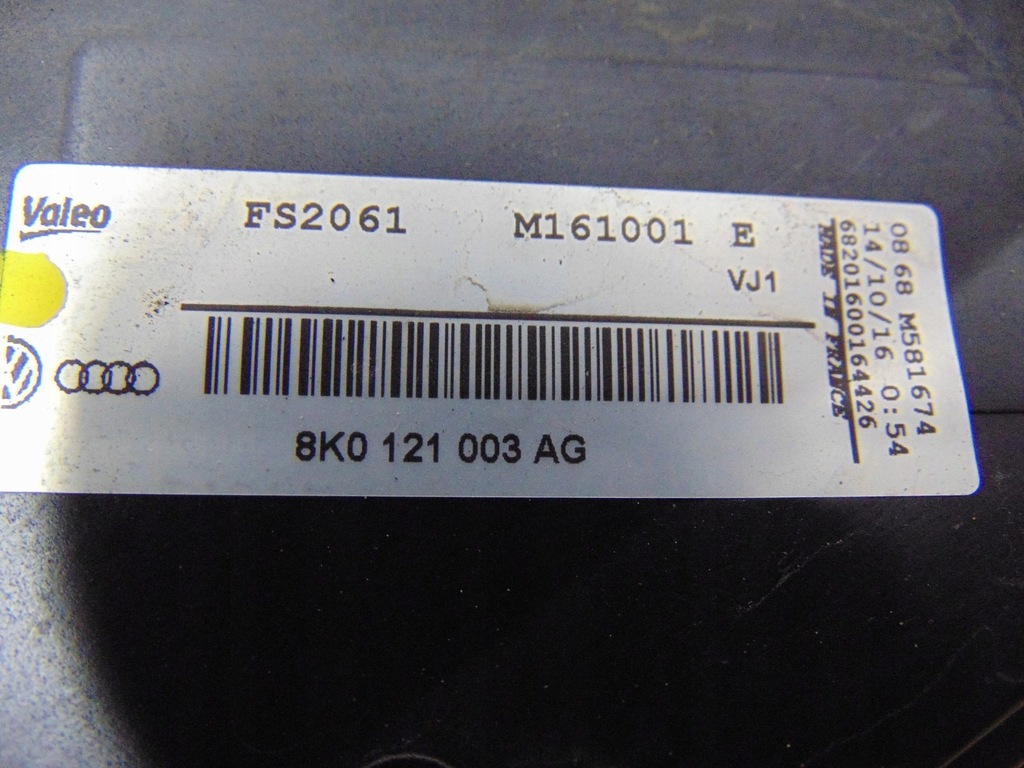 Valeo FS2061 M161001 E
VJ1
8K0 121 003 AG
08 68 M581674
14/10/16 0:54
68201600164426
MADE IN FRANCE